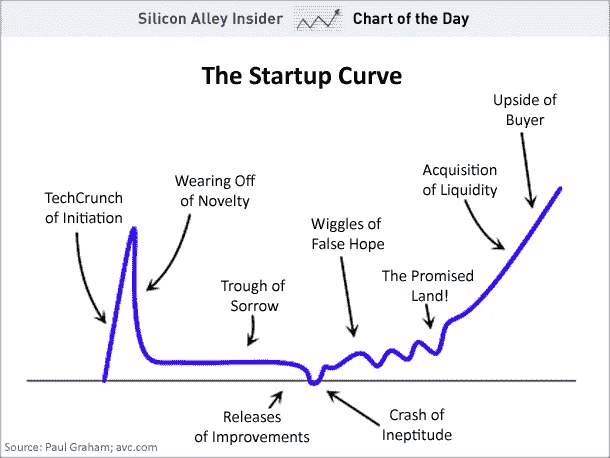 Silicon Alley Insider Chart of the Day
The Startup Curve
Upside of
Buyer
Acquisition
of Liquidity
Wearing Off
of Novelty
TechCrunch
of Initiation
Wiggles of
False Hope
The Promised
Land!
Trough of
Sorrow
Releases
of Improvements
Crash of
Ineptitude
Source: Paul Graham; avc.com